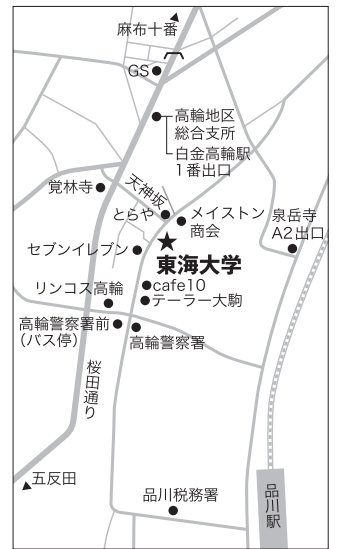 麻布十番
GS
高輪地区
総合支所
白金高輪駅
1番出口
覚林寺
天神坂
とらや
メイストン
商会
泉岳寺
A2出口
セブンイレブン
東海大学
cafe10
リンコス高輪
テーラー大駒
高輪警察署前
(バス停)
高輪警察署
桜田通り
五反田
品川税務署
品川駅